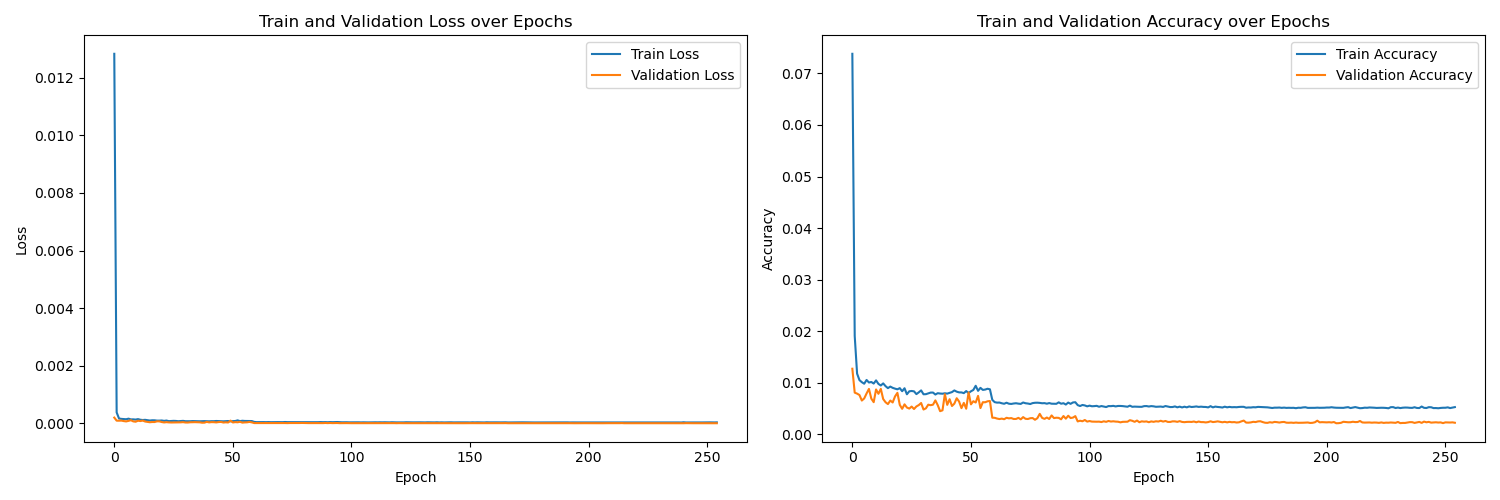 Train and Validation Loss over Epochs
Train Loss
Validation Loss
0.012
0.010
0.008
0.006
0.004
0.002
0.000
Loss
0
50
100
150
200
250
Epoch
Train and Validation Accuracy over Epochs
Train Accuracy
Validation Accuracy
0.07
0.06
0.05
0.04
0.03
0.02
0.01
0.00
Accuracy
0
50
100
150
200
250
Epoch